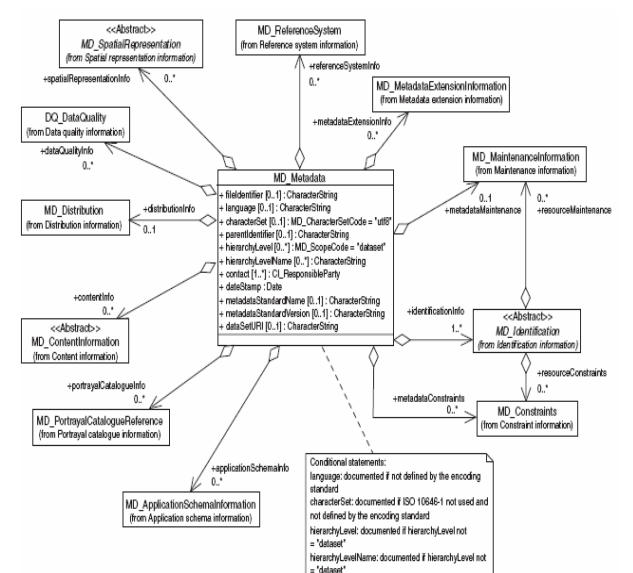 <<Abstract>>
MD_SpatialRepresentation
(from Spatial representation information)
+spatialRepresentationInfo
0..*
MD_ReferenceSystem
(from Reference system information)
+referenceSystemInfo
0..*
MD_MetadataExtensionInformation
(from Metadata extension information)
+metadataExtensionInfo
0..*
DQ_DataQuality
(from Data quality information)
+dataQualityInfo
0..*
MD_MaintenanceInformation
(from Maintenance information)
0..1
+metadataMaintenance
0..*
+resourceMaintenance
MD_Distribution
(from Distribution information)
+distributionInfo
0..1
MD_Metadata
+ fileIdentifier [0..1] : CharacterString
+ language [0..1] : CharacterString
+ characterSet [0..1] : MD_CharacterSetCode = "utf8"
+ parentIdentifier [0..1] : CharacterString
+ hierarchyLevel [0..*] : MD_ScopeCode = "dataset"
+ hierarchyLevelName [0..*] : CharacterString
+ contact [1..*] : CI_ResponsibleParty
+ dateStamp : Date
+ metadataStandardName [0..1] : CharacterString
+ metadataStandardVersion [0..1] : CharacterString
+ dataSetURI [0..1] : CharacterString
+contentInfo
0..*
<<Abstract>>
MD_ContentInformation
(from Content information)
+identificationInfo
1..*
<<Abstract>>
MD_Identification
(from Identification information)
+resourceConstraints
0..*
+metadataConstraints
0..*
MD_Constraints
(from Constraint information)
+portrayalCatalogueInfo
0..*
MD_PortrayalCatalogueReference
(from Portrayal catalogue information)
+applicationSchemaInfo
0..*
MD_ApplicationSchemaInformation
(from Application schema information)
Conditional statements:
language: documented if not defined by the encoding
standard
characterSet: documented if ISO 10646-1 not used and
not defined by the encoding standard
hierarchyLevel: documented if hierarchyLevel not
= "dataset"
hierarchyLevelName: documented if hierarchyLevel not
= "dataset"